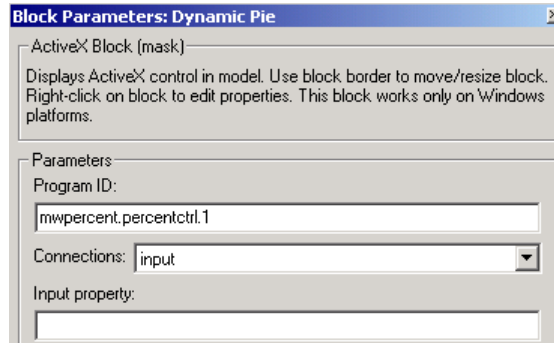 Block Parameters: Dynamic Pie
ActiveX Block (mask)
Displays ActiveX control in model. Use block border to move/resize block.
Right-click on block to edit properties. This block works only on Windows
platforms.
Parameters
Program ID:
mwpercent.percentctrl.1
Connections: input
Input property: